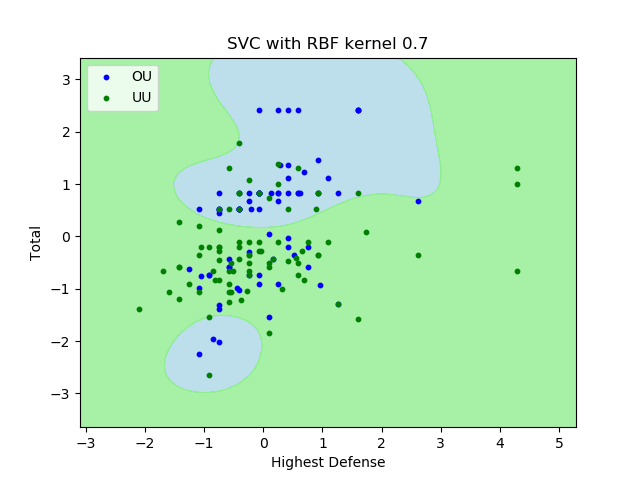 SVC with RBF kernel 0.7
OU
UU
Total
3
2
1
0
−1
−2
−3
−3 −2 −1 0 1 2 3 4 5
Highest Defense